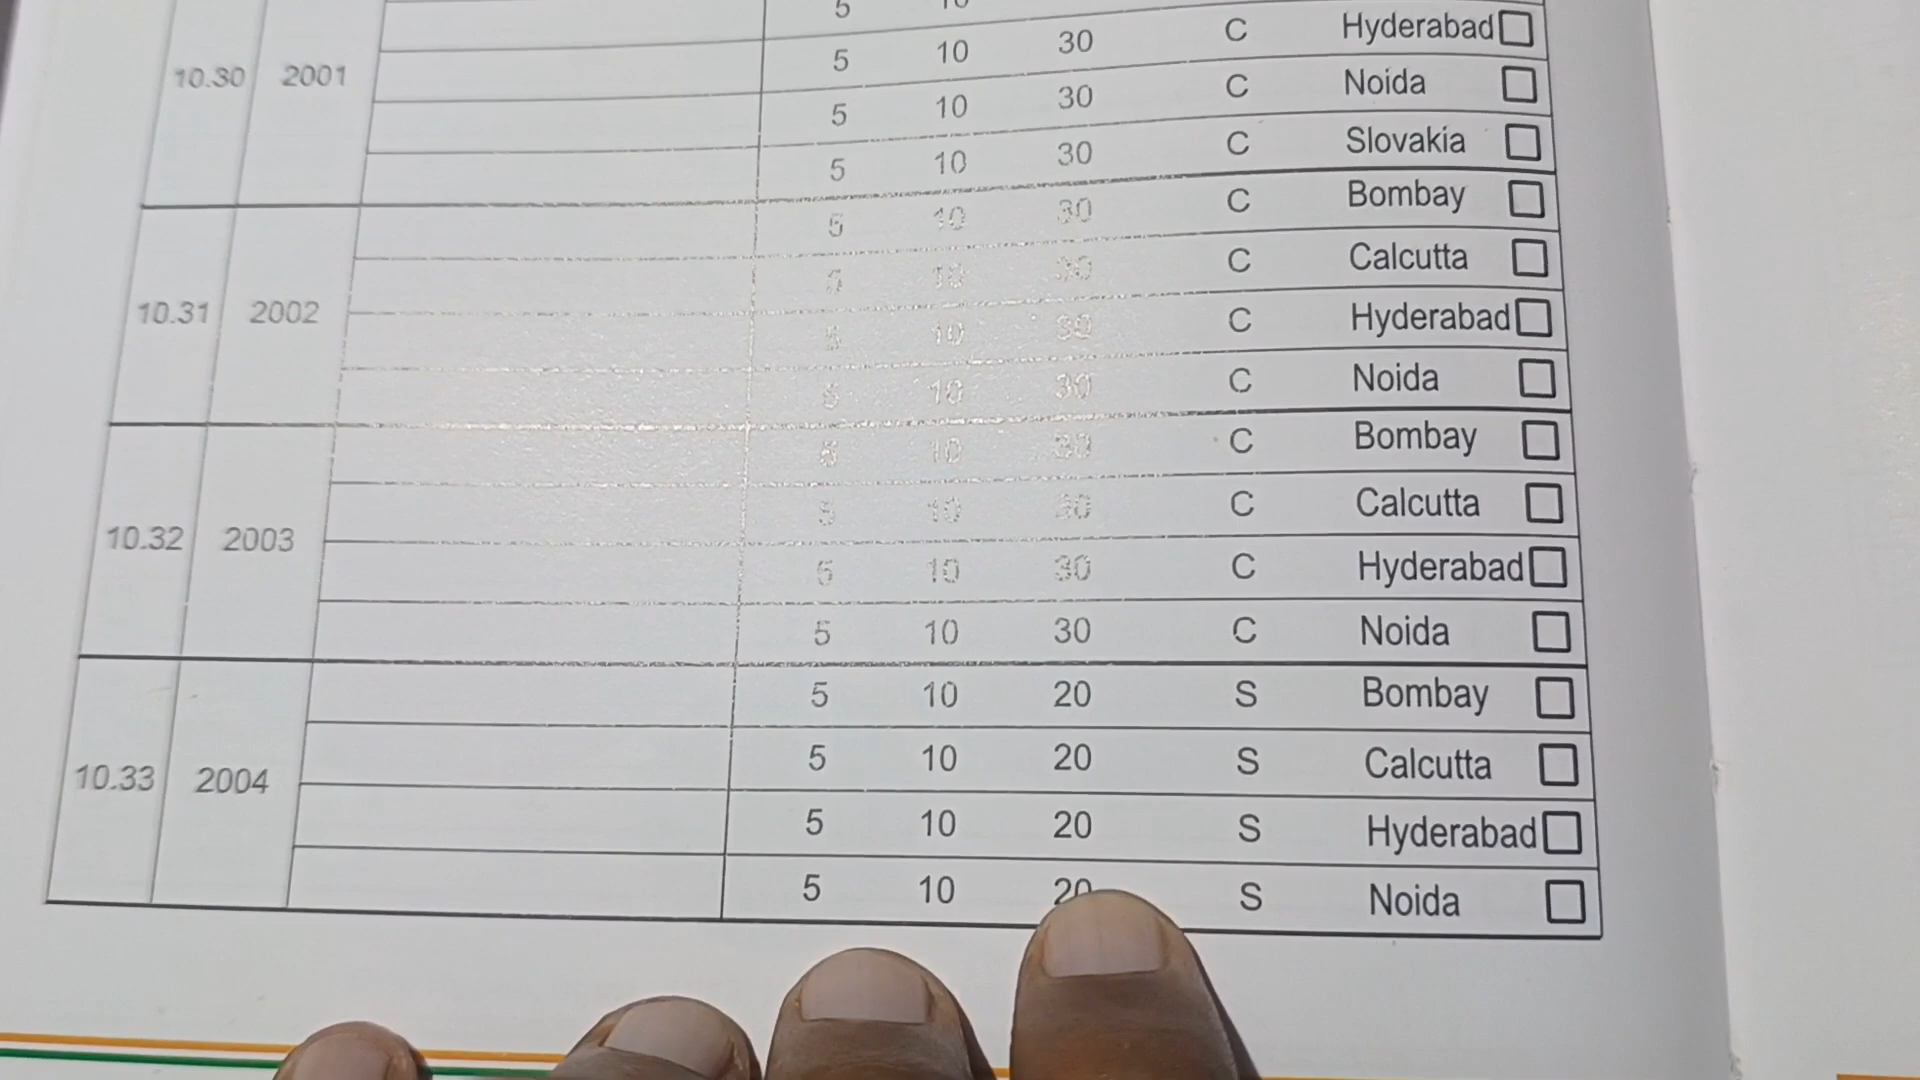 5 10
5 10 30 C Hyderabad
10.30 2001
5 10 30 C Noida
5 10 30 C Slovakia
5 10 30 C Bombay
5 10 30 C Calcutta
10.31 2002
5 10 30 C Hyderabad
5 10 30 C Noida
5 10 30 C Bombay
5 10 30 C Calcutta
10.32 2003
5 10 30 C Hyderabad
5 10 30 C Noida
5 10 20 S Bombay
5 10 20 S Calcutta
10.33 2004
5 10 20 S Hyderabad
5 10 20 S Noida